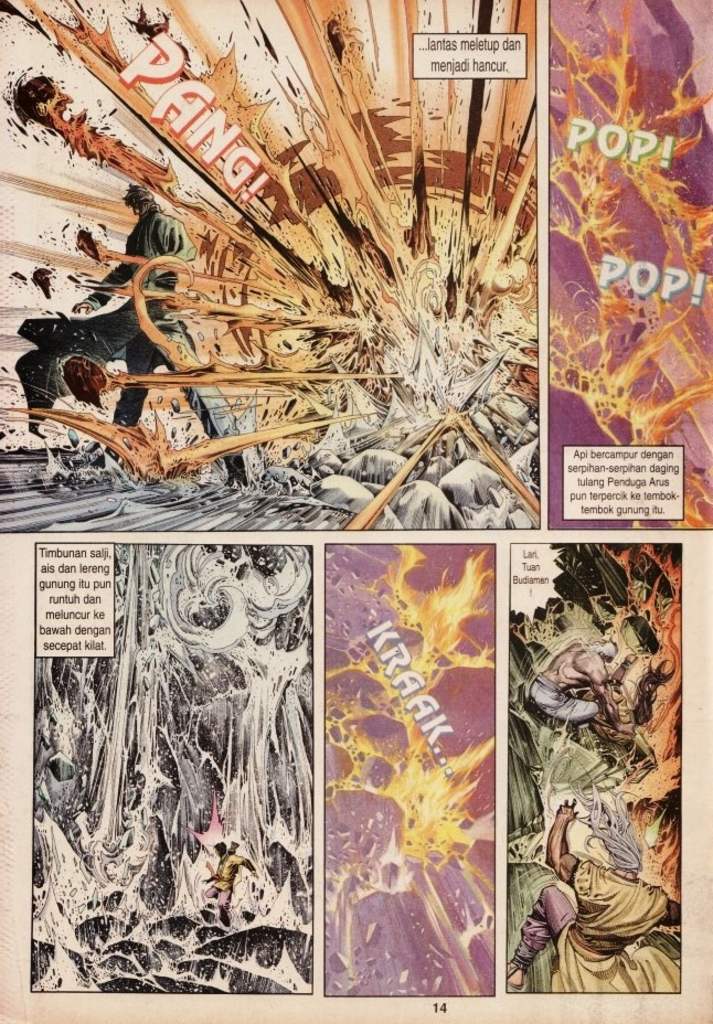 ...lantas meletup dan
menjadi hancur.
PANG!
POP!
POP!
Api bercampur dengan
serpihan-serpihan daging
tulang Penduga Arus
pun terpercik ke tembok-
tembok gunung itu.
Timbunan salji,
ais dan lereng
gunung itu pun
runtuh dan
meluncur ke
bawah dengan
secepat kilat.
KRAAK...
Lari,
Tuan
Budiaman
!
14